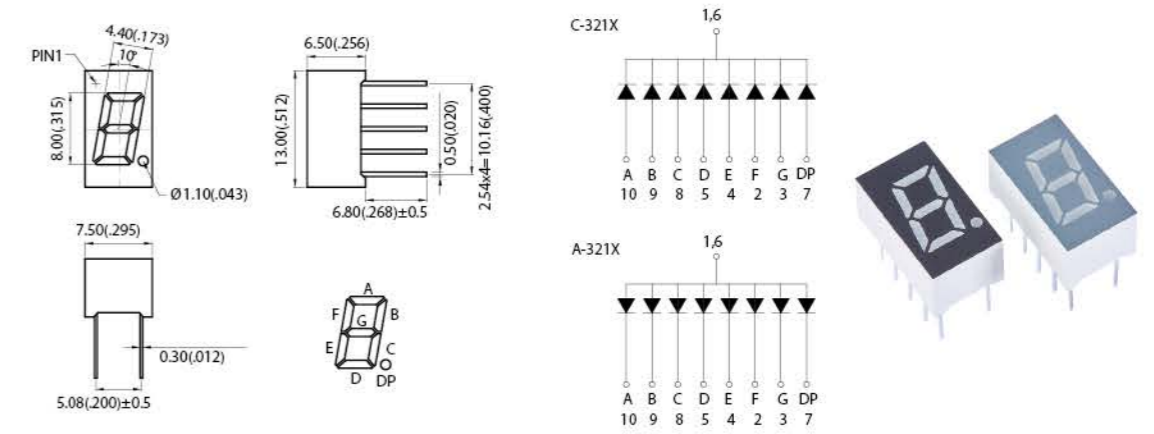 4.40(.173)
10°
PIN1
8.00(.315)
Ø1.10(.043)
6.50(.256)
13.00(.512)
0.50(.020)
2.54x4=10.16(.400)
6.80(.268)±0.5
7.50(.295)
0.30(.012)
5.08(.200)±0.5
A
F
G
B
E
C
D
DP
C-321X
1,6
A B C D E F G DP
10 9 8 5 4 2 3 7
A-321X
1,6
A B C D E F G DP
10 9 8 5 4 2 3 7